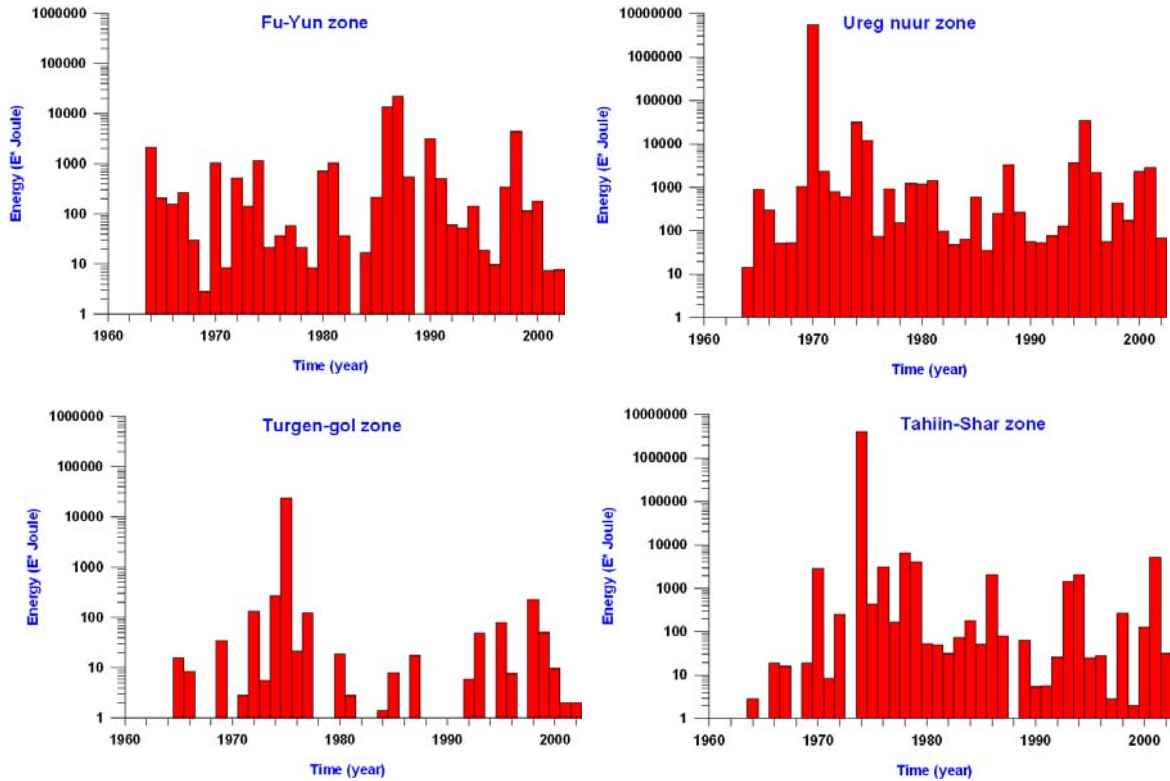 Fu-Yun zone
Energy (E* Joule)
1000000
100000
10000
1000
100
10
1
1960 1970 1980 1990 2000
Time (year)
Ureg nuur zone
Energy (E* Joule)
10000000
1000000
100000
10000
1000
100
10
1
1960 1970 1980 1990 2000
Time (year)
Turgen-gol zone
Energy (E* Joule)
1000000
100000
10000
1000
100
10
1
1960 1970 1980 1990 2000
Time (year)
Tahiin-Shar zone
Energy (E* Joule)
10000000
1000000
100000
10000
1000
100
10
1
1960 1970 1980 1990 2000
Time (year)